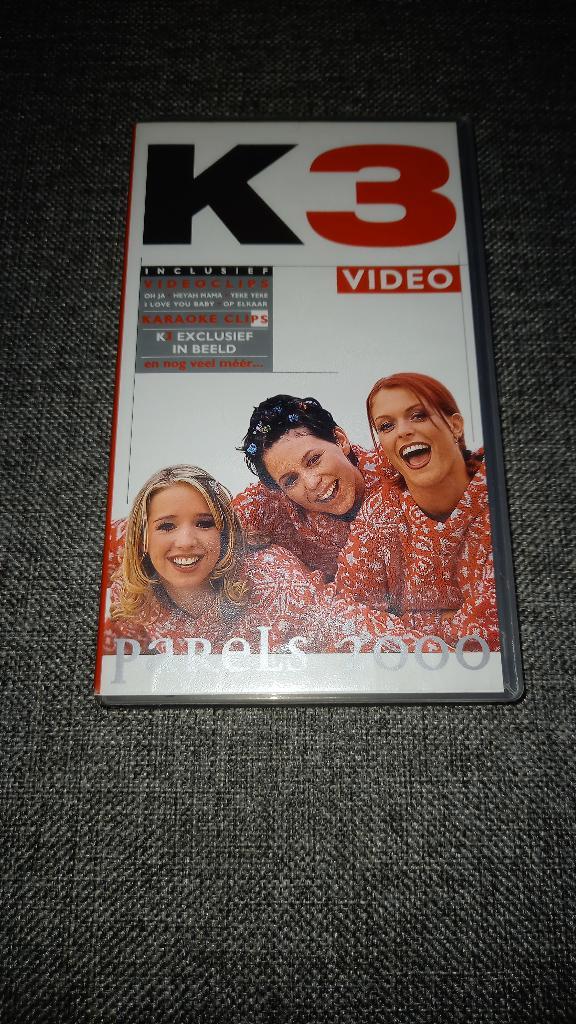 K3
VIDEO
INCLUSIEF
VIDEOCLIPS
OH JA HEYAH MAMA YEKE YEKE
I LOVE YOU BABY OP ELKAAR
KARAOKE CLIPS
K3 EXCLUSIEF
IN BEELD
en nog veel méér...
PARELS 2000